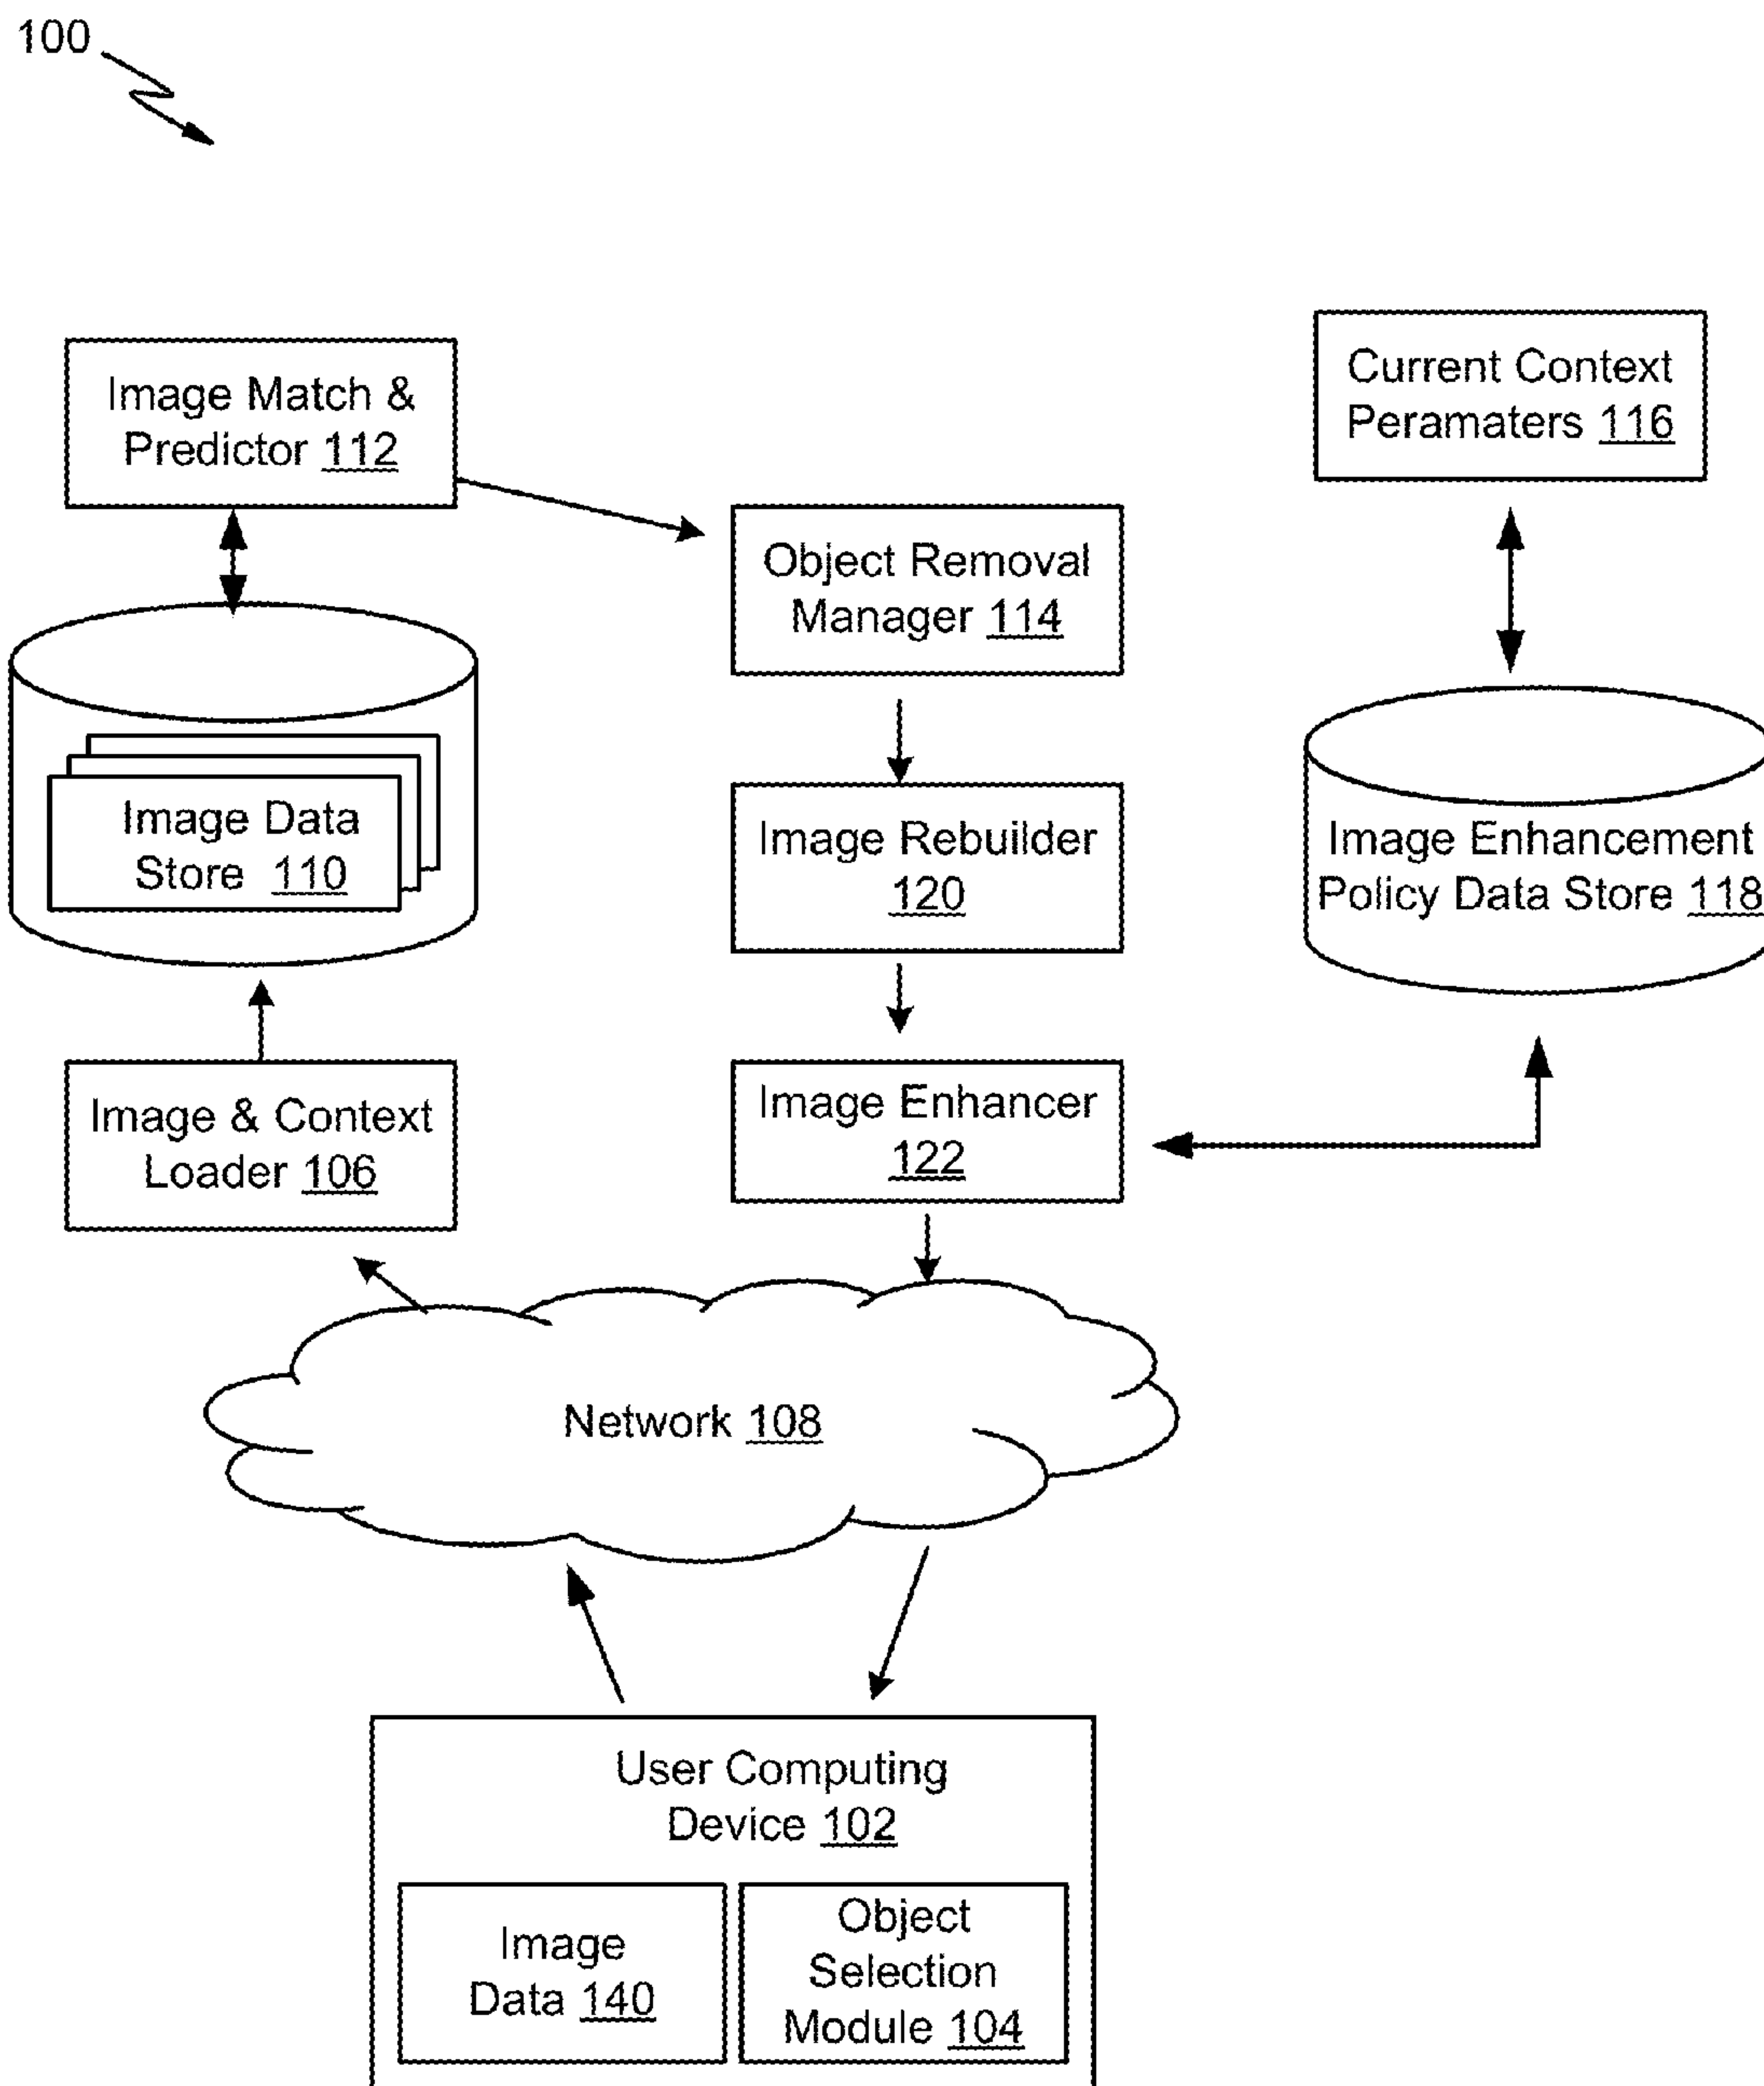 100
Image Match &
Predictor 112
Current Context
Peramaters 116
Object Removal
Manager 114
Image Data
Store 110
Image Rebuilder
120
Image Enhancement
Policy Data Store 118
Image & Context
Loader 106
Image Enhancer
122
Network 108
User Computing
Device 102
Image
Data 140
Object
Selection
Module 104